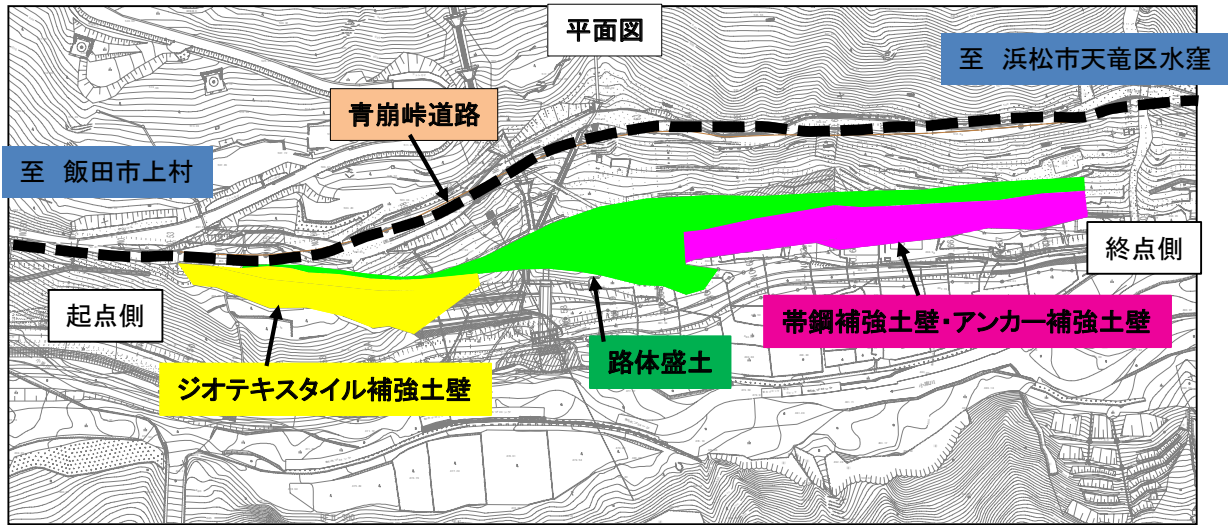 平面図
至 浜松市天竜区水窪
青崩峠道路
至 飯田市上村
終点側
起点側
帯鋼補強土壁・アンカー補強土壁
路体盛土
ジオテキスタイル補強土壁